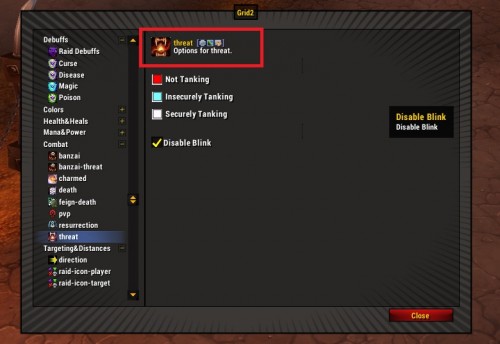 Grid2
Debuffs
Raid Debuffs
Curse
Disease
Magic
Poison
Colors
Health&Heals
Mana&Power
Combat
banzai
banzai-threat
charmed
death
feign-death
pvp
resurrection
threat
Targeting&Distances
direction
raid-icon-player
raid-icon-target
threat
Options for threat.
Not Tanking
Insecurely Tanking
Securely Tanking
Disable Blink
Disable Blink
Disable Blink
Close